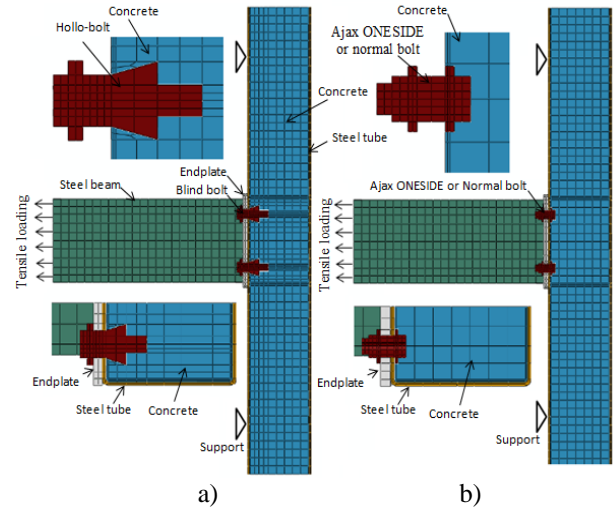 Concrete
Hollo-bolt
Concrete
Steel tube
Endplate
Blind bolt
Steel beam
Tensile loading
Endplate
Steel tube
Concrete
Support
a)
Concrete
Ajax ONESIDE
or normal bolt
Ajax ONESIDE or Normal bolt
Tensile loading
Endplate
Steel tube
Concrete
b)